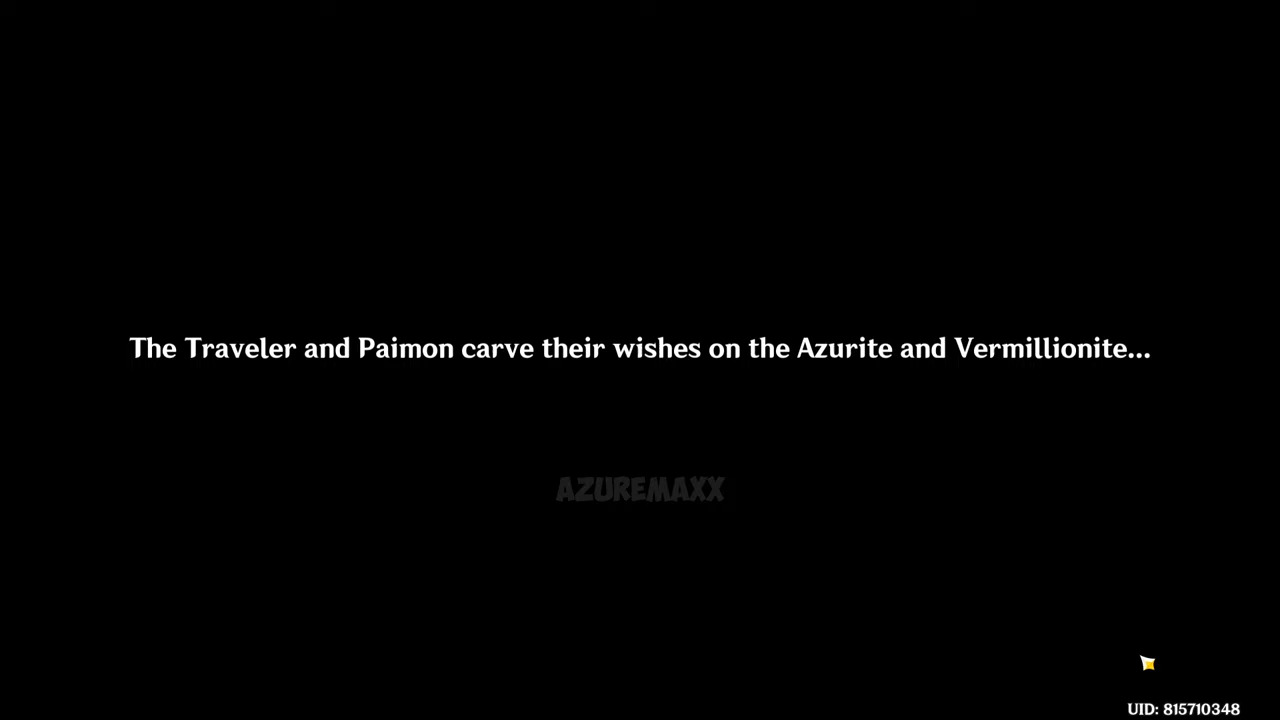 The Traveler and Paimon carve their wishes on the Azurite and Vermillionite...
AZUREMAXX
UID: 815710348